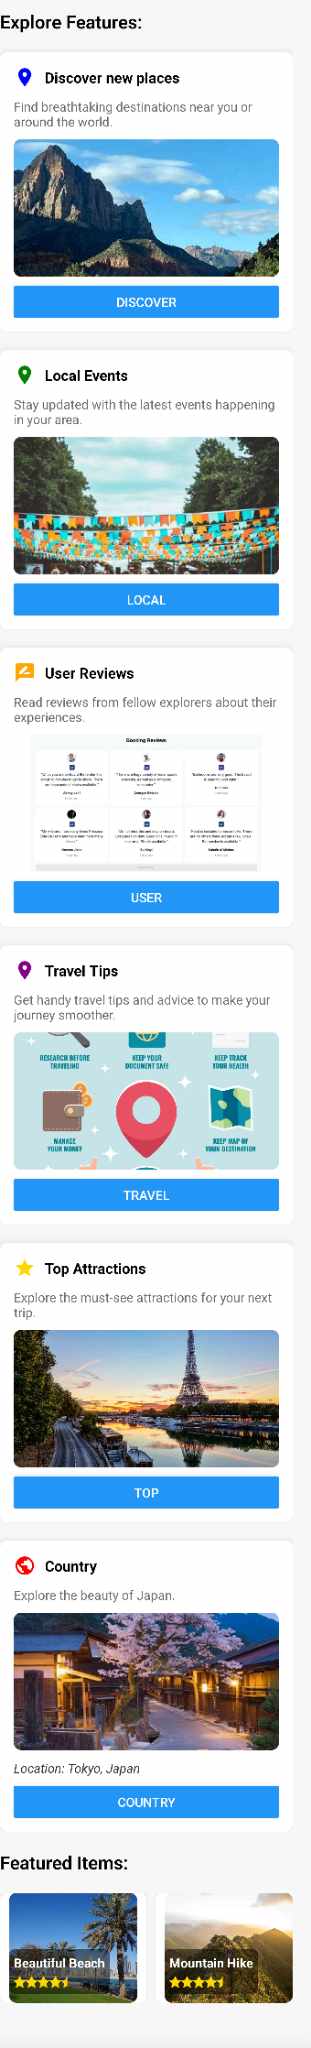 Explore Features:
Discover new places
Find breathtaking destinations near you or
around the world.
DISCOVER
Local Events
Stay updated with the latest events happening
in your area.
LOCAL
User Reviews
Read reviews from fellow explorers about their
experiences.
Reviews
USER
Travel Tips
Get handy travel tips and advice to make your
journey smoother.
RESEARCH BEFORE
TRAVELING
KEEP YOUR
DOCUMENT SAFE
KEEP TRACK
YOUR HEALTH
MANAGE
YOUR MONEY
KEEP MAP OF
YOUR DESTINATION
TRAVEL
Top Attractions
Explore the must-see attractions for your next
trip.
TOP
Country
Explore the beauty of Japan.
Location: Tokyo, Japan
COUNTRY
Featured Items:
Beautiful Beach
Mountain Hike